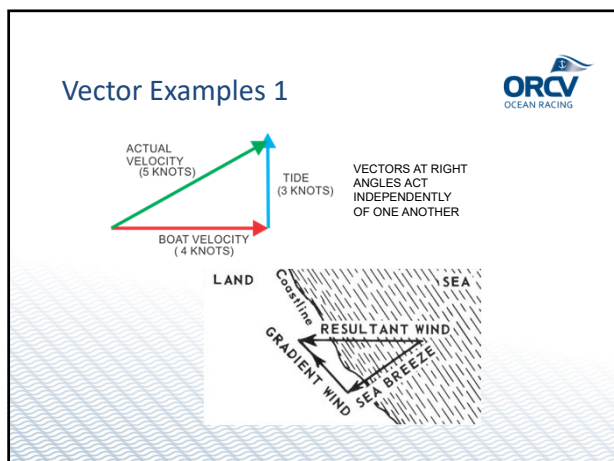 Vector Examples 1
ORCV
OCEAN RACING
ACTUAL
VELOCITY
(5 KNOTS)
TIDE
(3 KNOTS)
BOAT VELOCITY
( 4 KNOTS)
VECTORS AT RIGHT
ANGLES ACT
INDEPENDENTLY
OF ONE ANOTHER
LAND
Coastline
SEA
RESULTANT WIND
GRADIENT WIND
SEA BREEZE